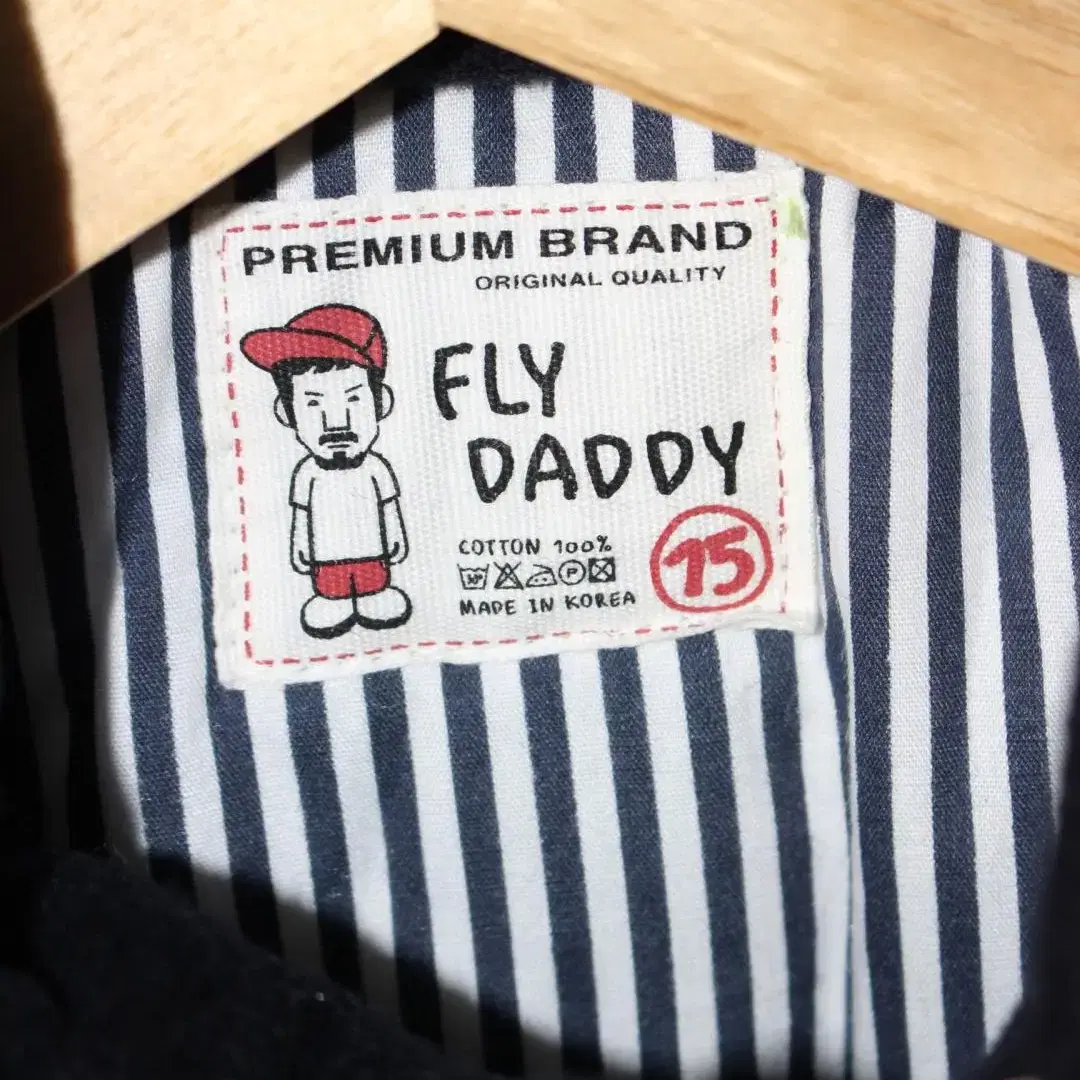 PREMIUM BRAND
ORIGINAL QUALITY
FLY
DADDY
COTTON 100%
P
MADE IN KOREA
15